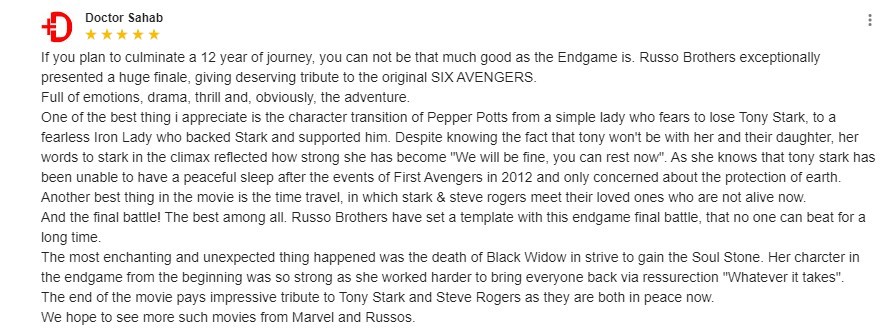 Doctor Sahab
If you plan to culminate a 12 year of journey, you can not be that much good as the Endgame is. Russo Brothers exceptionally
presented a huge finale, giving deserving tribute to the original SIX AVENGERS.
Full of emotions, drama, thrill and, obviously, the adventure.
One of the best thing i appreciate is the character transition of Pepper Potts from a simple lady who fears to lose Tony Stark, to a
fearless Iron Lady who backed Stark and supported him. Despite knowing the fact that tony won't be with her and their daughter, her
words to stark in the climax reflected how strong she has become "We will be fine, you can rest now". As she knows that tony stark has
been unable to have a peaceful sleep after the events of First Avengers in 2012 and only concerned about the protection of earth.
Another best thing in the movie is the time travel, in which stark & steve rogers meet their loved ones who are not alive now.
And the final battle! The best among all. Russo Brothers have set a template with this endgame final battle, that no one can beat for a
long time.
The most enchanting and unexpected thing happened was the death of Black Widow in strive to gain the Soul Stone. Her charcter in
the endgame from the beginning was so strong as she worked harder to bring everyone back via ressurection "Whatever it takes".
The end of the movie pays impressive tribute to Tony Stark and Steve Rogers as they are both in peace now.
We hope to see more such movies from Marvel and Russos.